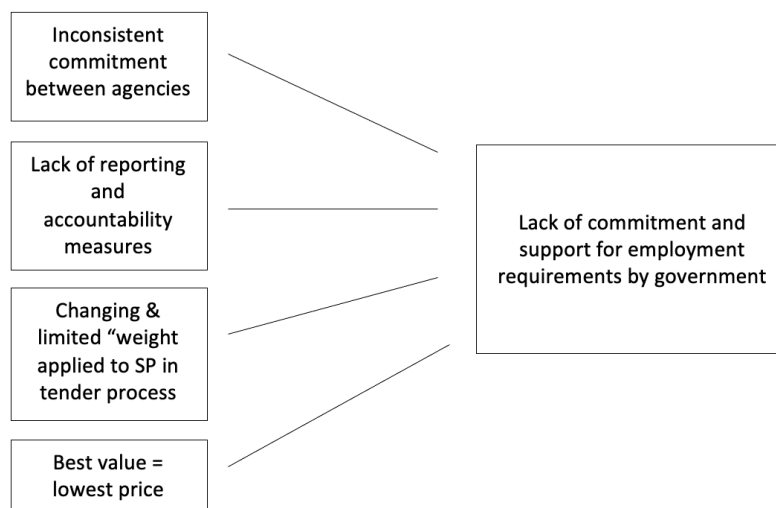 Inconsistent
commitment
between agencies
Lack of reporting
and
accountability
measures
Changing &
limited “weight
applied to SP in
tender process
Best value =
lowest price
Lack of commitment and
support for employment
requirements by government